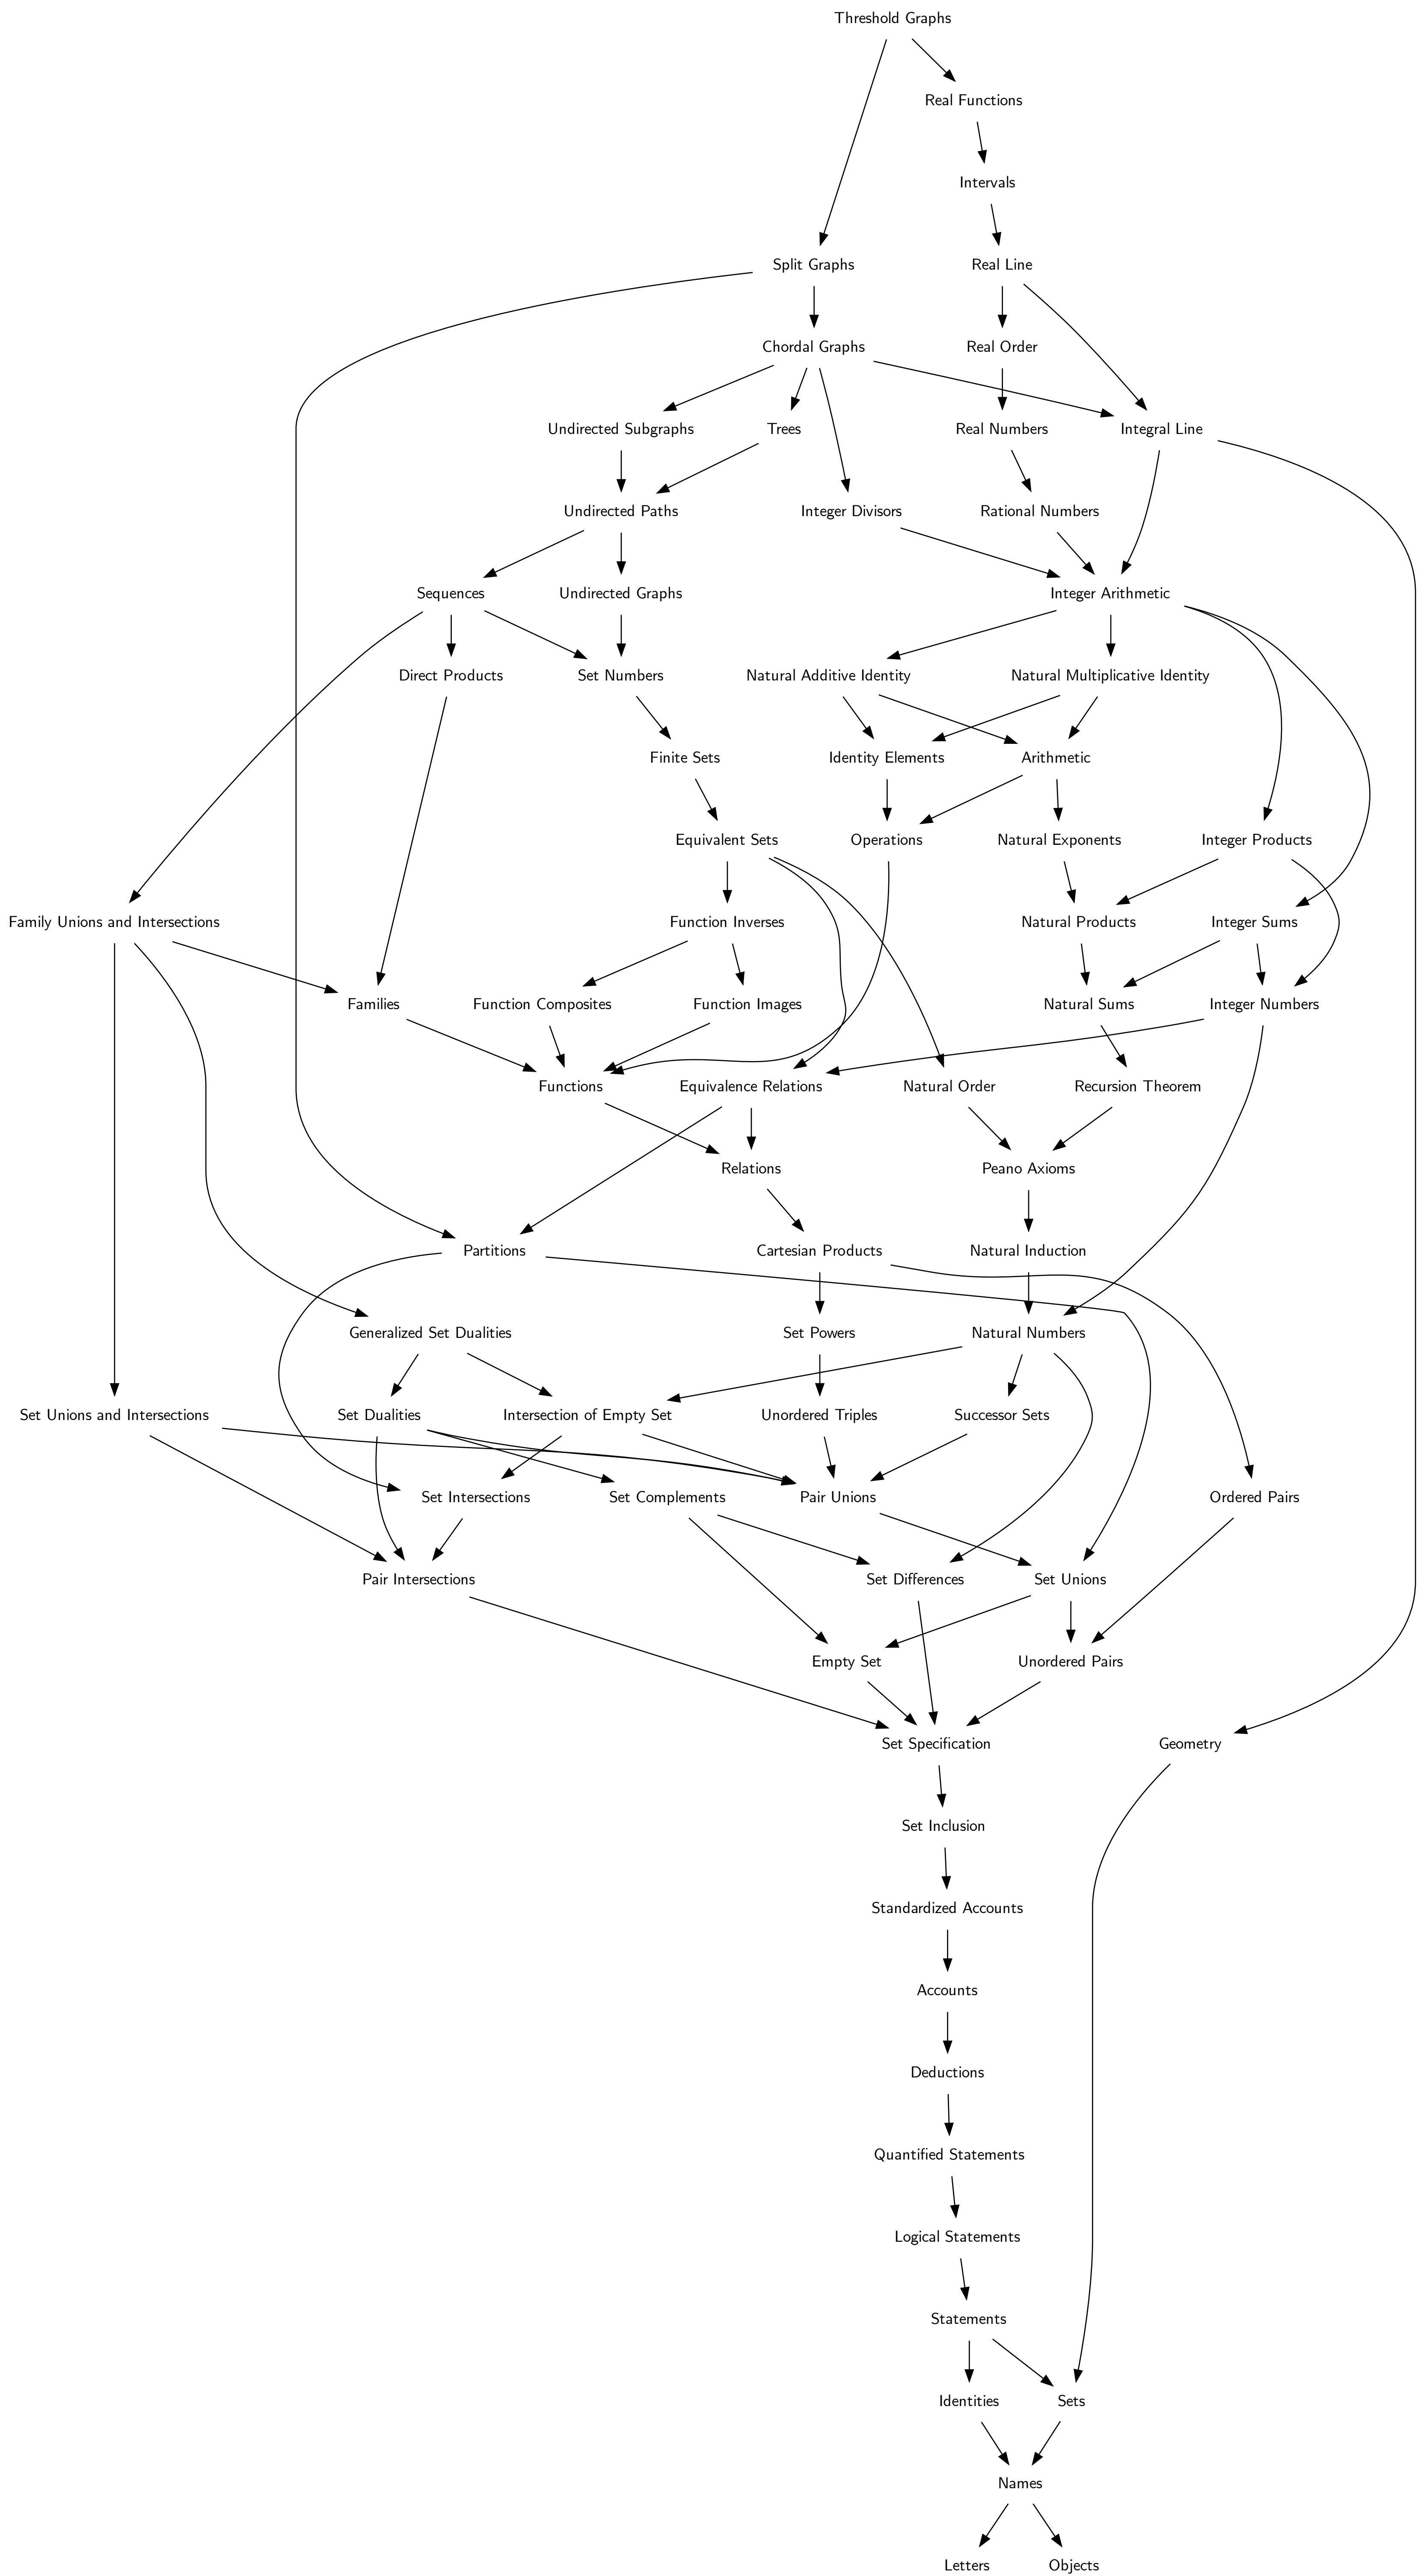 Threshold Graphs
Real Functions
Intervals
Split Graphs
Real Line
Chordal Graphs
Real Order
Undirected Subgraphs
Trees
Real Numbers
Integral Line
Undirected Paths
Integer Divisors
Rational Numbers
Sequences
Undirected Graphs
Integer Arithmetic
Direct Products
Set Numbers
Natural Additive Identity
Natural Multiplicative Identity
Finite Sets
Identity Elements
Arithmetic
Equivalent Sets
Operations
Natural Exponents
Integer Products
Family Unions and Intersections
Function Inverses
Natural Products
Integer Sums
Families
Function Composites
Function Images
Natural Sums
Integer Numbers
Functions
Equivalence Relations
Natural Order
Recursion Theorem
Relations
Peano Axioms
Partitions
Cartesian Products
Natural Induction
Generalized Set Dualities
Set Powers
Natural Numbers
Set Unions and Intersections
Set Dualities
Intersection of Empty Set
Unordered Triples
Successor Sets
Set Intersections
Set Complements
Pair Unions
Ordered Pairs
Pair Intersections
Set Differences
Set Unions
Empty Set
Unordered Pairs
Set Specification
Geometry
Set Inclusion
Standardized Accounts
Accounts
Deductions
Quantified Statements
Logical Statements
Statements
Identities
Sets
Names
Letters
Objects